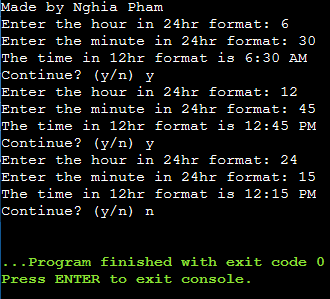 Made by Nghia Pham
Enter the hour in 24hr format: 6
Enter the minute in 24hr format: 30
The time in 12hr format is 6:30 AM
Continue? (y/n) y
Enter the hour in 24hr format: 12
Enter the minute in 24hr format: 45
The time in 12hr format is 12:45 PM
Continue? (y/n) y
Enter the hour in 24hr format: 24
Enter the minute in 24hr format: 15
The time in 12hr format is 12:15 PM
Continue? (y/n) n
...Program finished with exit code 0
Press ENTER to exit console.